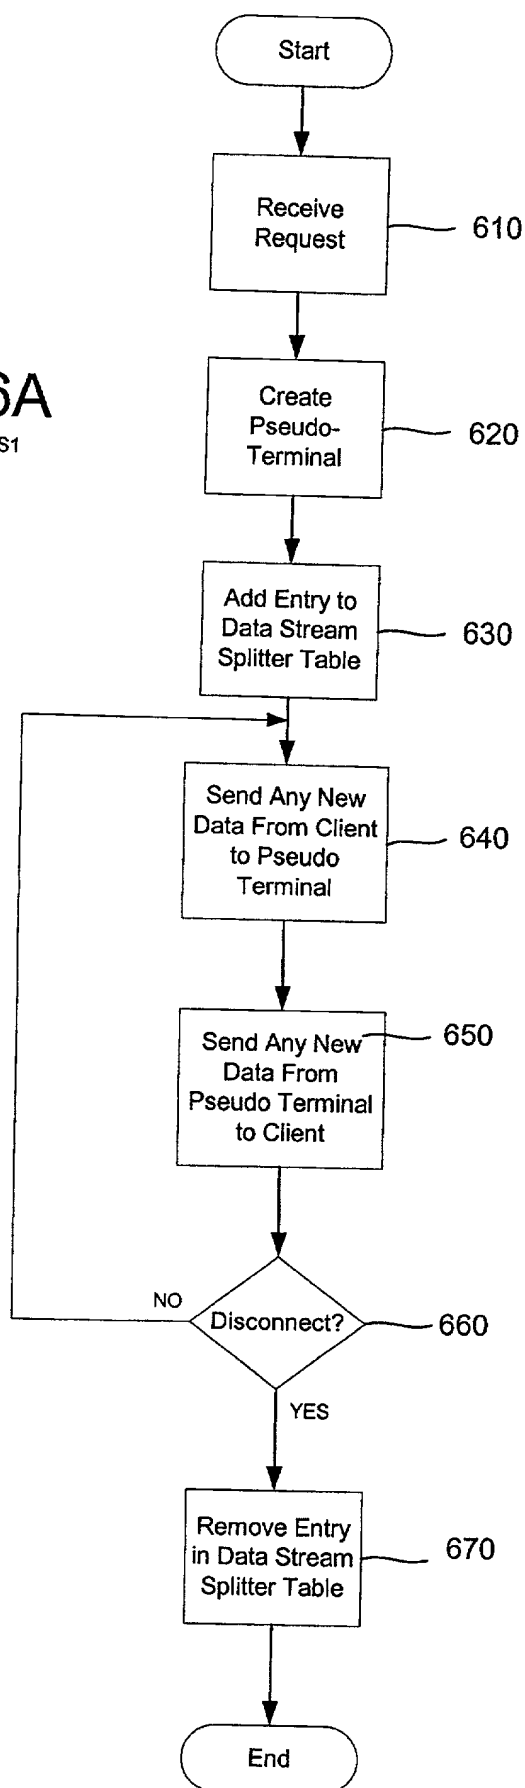 Start
Receive
Request
610
6A
S1
Create
Pseudo-
Terminal
620
Add Entry to
Data Stream
Splitter Table
630
Send Any New
Data From Client
to Pseudo
Terminal
640
Send Any New
Data From
Pseudo Terminal
to Client
650
NO
Disconnect?
660
YES
Remove Entry
in Data Stream
Splitter Table
670
End